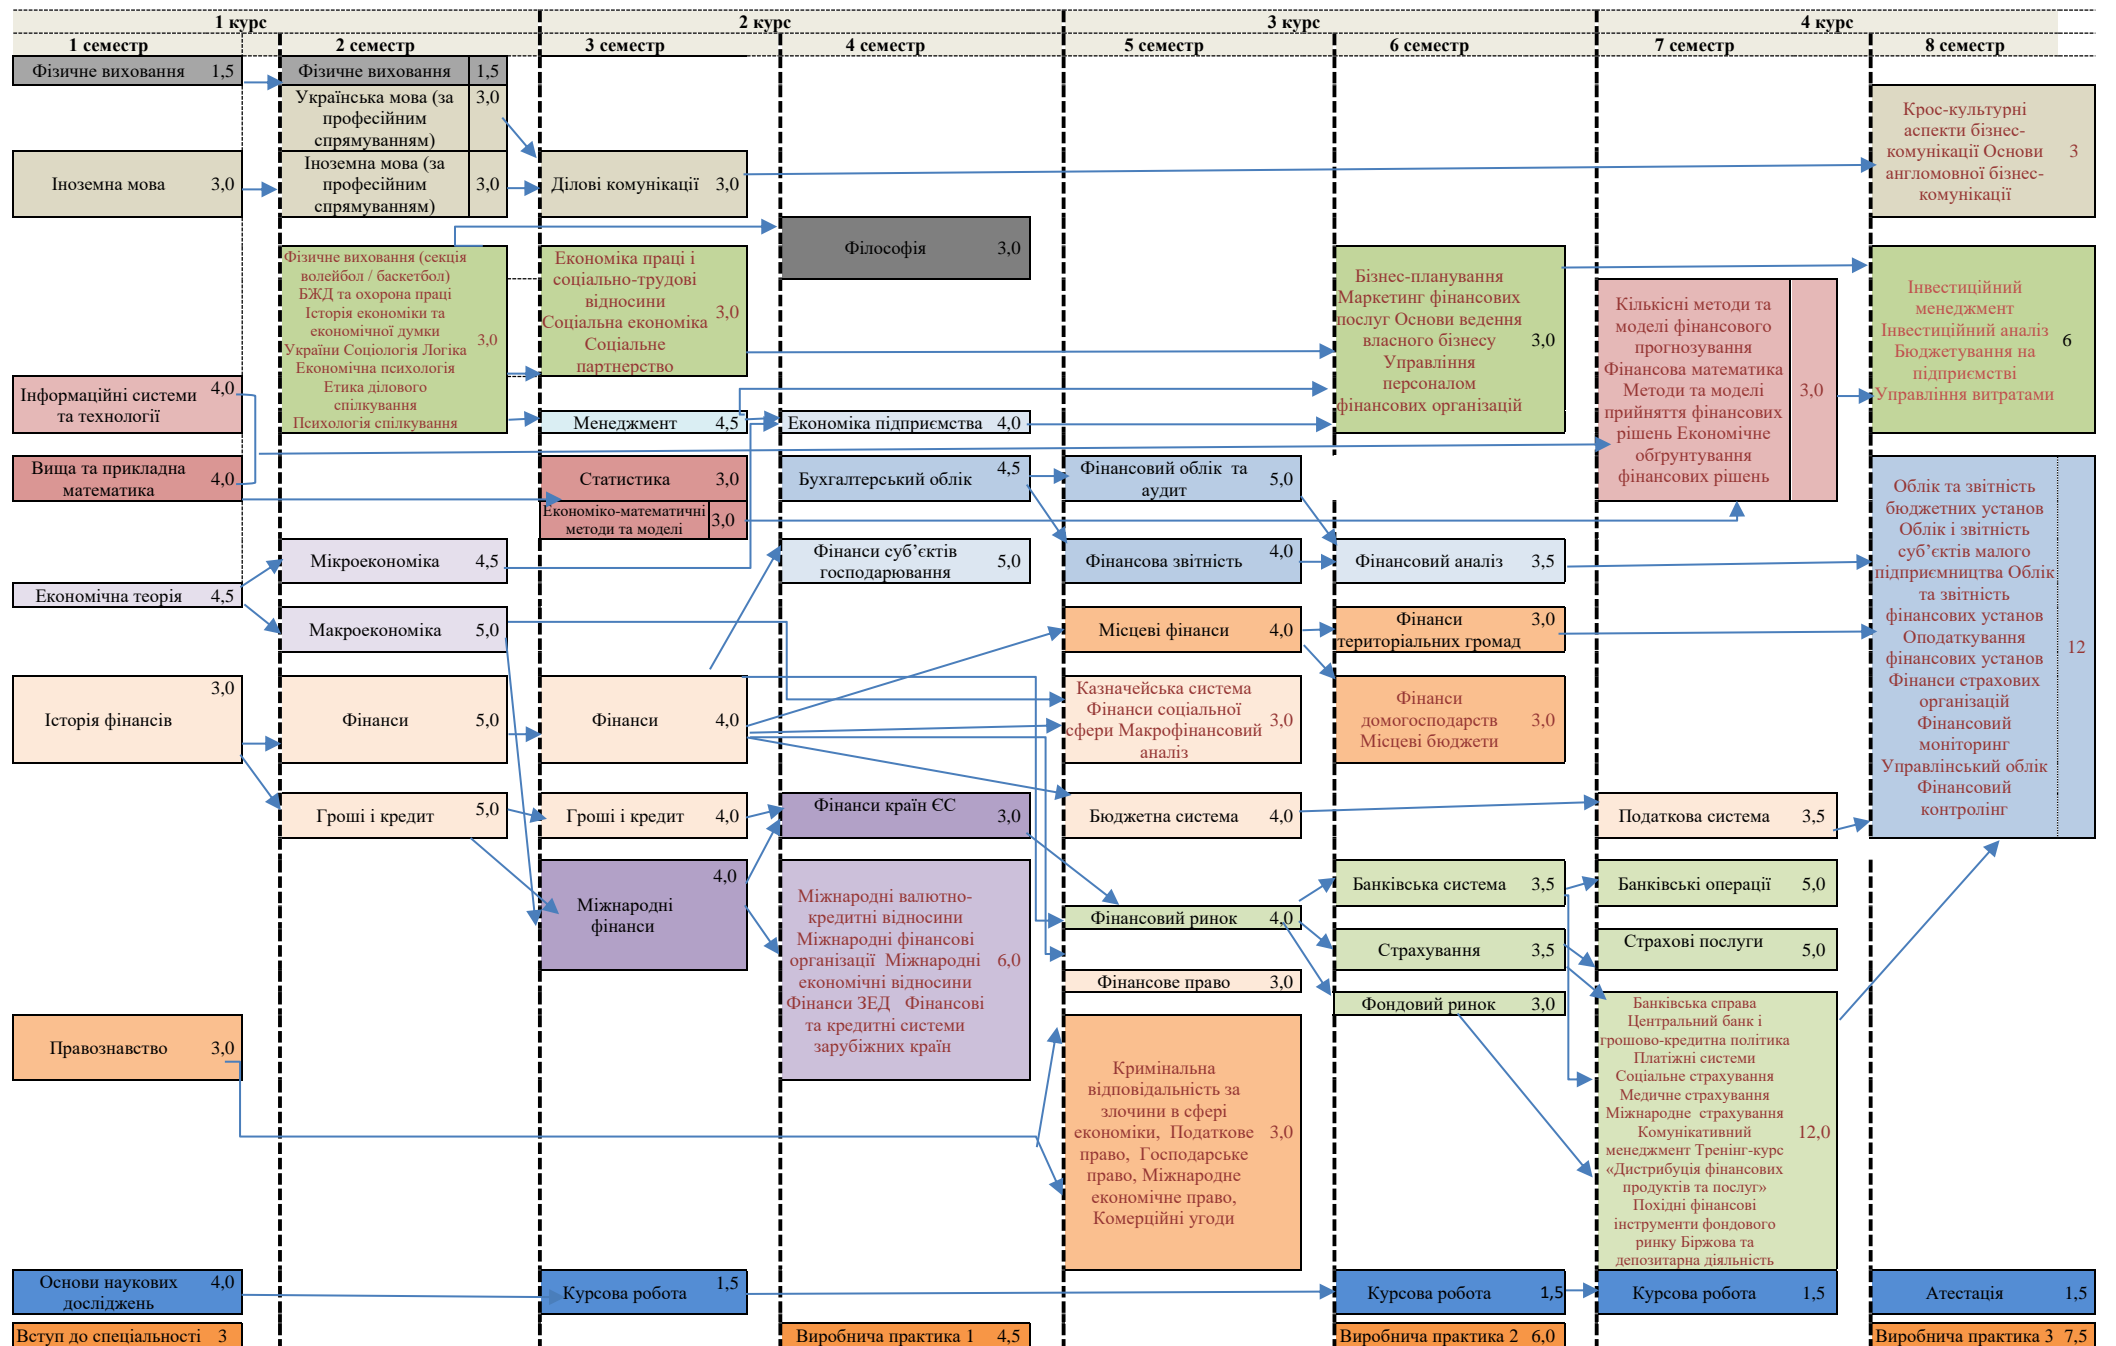 1 курс
2 курс
3 курс
4 курс
1 семестр
2 семестр
3 семестр
4 семестр
5 семестр
6 семестр
7 семестр
8 семестр
Фізичне виховання 1,5
Іноземна мова 3,0
Інформаційні системи 4,0
та технології
Вища та прикладна
математика 4,0
Економічна теорія 4,5
3,0
Історія фінансів
Правознавство 3,0
Основи наукових 4,0
досліджень
Вступ до спеціальності 3
Фізичне виховання 1,5
Українська мова (за 3,0
професійним
спрямуванням)
Іноземна мова (за
професійним 3,0
спрямуванням)
Фізичне виховання (секція
волейбол / баскетбол)
БЖД та охорона праці
Історія економіки та
економічної думки
України Соціологія Логіка 3,0
Економічна психологія
Етика ділового
спілкування
Психологія спілкування
Мікроекономіка 4,5
Макроекономіка 5,0
Фінанси 5,0
Гроші і кредит 5,0
Ділові комунікації 3,0
Економіка праці і
соціально-трудові
відносини
Соціальна економіка 3,0
Соціальне
партнерство
Менеджмент 4,5
Статистика 3,0
Економіко-математичні
методи та моделі 3,0
Фінанси 4,0
Гроші і кредит 4,0
4,0
Міжнародні
фінанси
Курсова робота 1,5
Філософія 3,0
Економіка підприємства 4,0
Бухгалтерський облік 4,5
Фінанси суб’єктів
господарювання 5,0
Фінанси країн ЄС
3,0
Міжнародні валютно-
кредитні відносини
Міжнародні фінансові
організації Міжнародні 6,0
економічні відносини
Фінанси ЗЕД Фінансові
та кредитні системи
зарубіжних країн
Виробнича практика 1 4,5
Фінансовий облік та
аудит 5,0
Фінансова звітність 4,0
Місцеві фінанси 4,0
Казначейська система
Фінанси соціальної
сфери Макрофінансовий 3,0
аналіз
Бюджетна система 4,0
Фінансовий ринок 4,0
Фінансове право 3,0
Кримінальна
відповідальність за
злочини в сфері
економіки, Податкове 3,0
право, Господарське
право, Міжнародне
економічне право,
Комерційні угоди
Бізнес-планування
Маркетинг фінансових
послуг Основи ведення
власного бізнесу 3,0
Управління
персоналом
фінансових організацій
Фінансовий аналіз 3,5
Фінанси 3,0
територіальних громад
Фінанси
домогосподарств 3,0
Місцеві бюджети
Банківська система 3,5
Страхування 3,5
Фондовий ринок 3,0
Курсова робота 1,5
Виробнича практика 2 6,0
Кількісні методи та
моделі фінансового
прогнозування
Фінансова математика
Методи та моделі 3,0
прийняття фінансових
рішень Економічне
обґрунтування
фінансових рішень
Податкова система 3,5
Банківські операції 5,0
Страхові послуги
5,0
Банківська справа
Центральний банк і
грошово-кредитна політика
Платіжні системи
Соціальне страхування
Медичне страхування
Міжнародне страхування
Комунікативний 12,0
менеджмент Тренінг-курс
«Дистрибуція фінансових
продуктів та послуг»
Похідні фінансові
інструменти фондового
ринку Біржова та
депозитарна діяльність
Курсова робота 1,5
Крос-культурні
аспекти бізнес-
комунікації Основи 3
англомовної бізнес-
комунікації
Інвестиційний
менеджмент
Інвестиційний аналіз 6
Бюджетування на
підприємстві
Управління витратами
Облік та звітність
бюджетних установ
Облік і звітність
суб’єктів малого
підприємництва Облік
та звітність
фінансових установ
Оподаткування 12
фінансових установ
Фінанси страхових
організацій
Фінансовий
моніторинг
Управлінський облік
Фінансовий
контролінг
Атестація 1,5
Виробнича практика 3 7,5